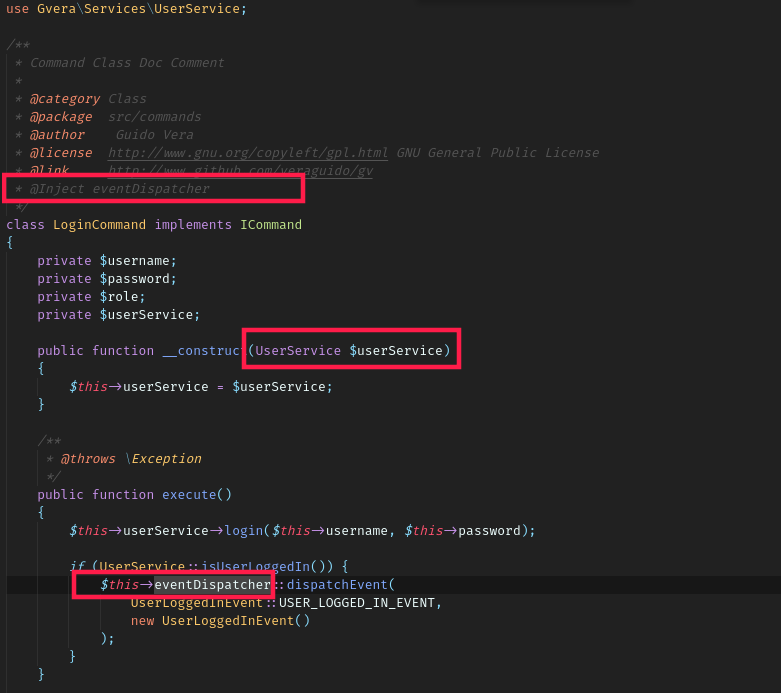 use Gvera\Services\UserService;
/**
* Command Class Doc Comment
*
* @category Class
* @package src/commands
* @author Guido Vera
* @license http://www.gnu.org/copyleft/gpl.html GNU General Public License
* @link http://www.github.com/veraguido/gv
* @Inject eventDispatcher
*/
class LoginCommand implements ICommand
{
private $username;
private $password;
private $role;
private $userService;
public function __construct(UserService $userService)
{
$this->userService = $userService;
}
/**
* @throws \Exception
*/
public function execute()
{
$this->userService->login($this->username, $this->password);
if (UserService::isUserLoggedIn()) {
$this->eventDispatcher::dispatchEvent(
UserLoggedInEvent::USER_LOGGED_IN_EVENT,
new UserLoggedInEvent()
);
}
}